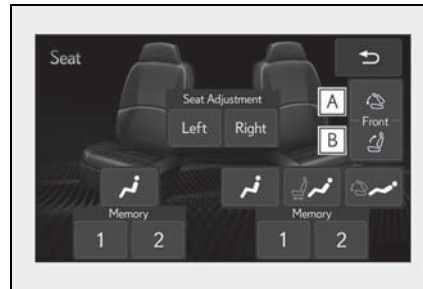 Seat
Seat Adjustment
Left Right
A
Front
B
Memory
1 2
Memory
1 2